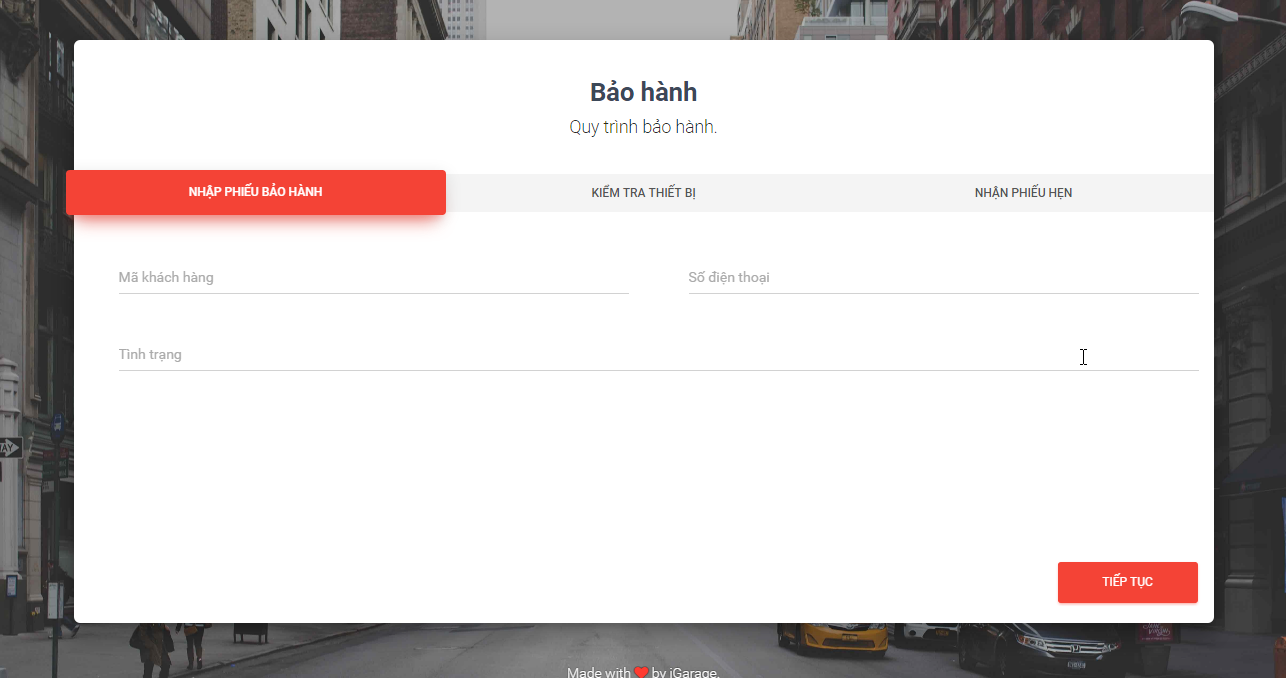 Bảo hành
Quy trình bảo hành.
NHẬP PHIẾU BẢO HÀNH
KIỂM TRA THIẾT BỊ
NHẬN PHIẾU HẸN
Mã khách hàng
Số điện thoại
Tình trạng
TIẾP TỤC
Made with ❤ by iGarage.